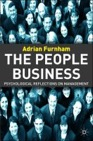 Adrian Furnham
THE PEOPLE
BUSINESS
PSYCHOLOGICAL REFLECTIONS ON MANAGEMENT